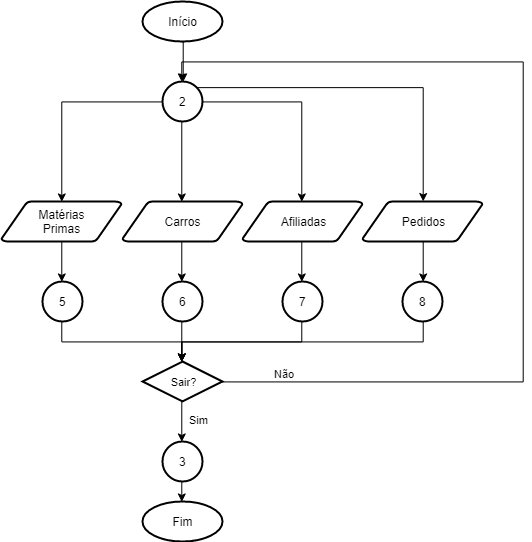 Início
2
Matérias
Primas
Carros
Afiliadas
Pedidos
5
6
7
8
Sair?
Não
Sim
3
Fim